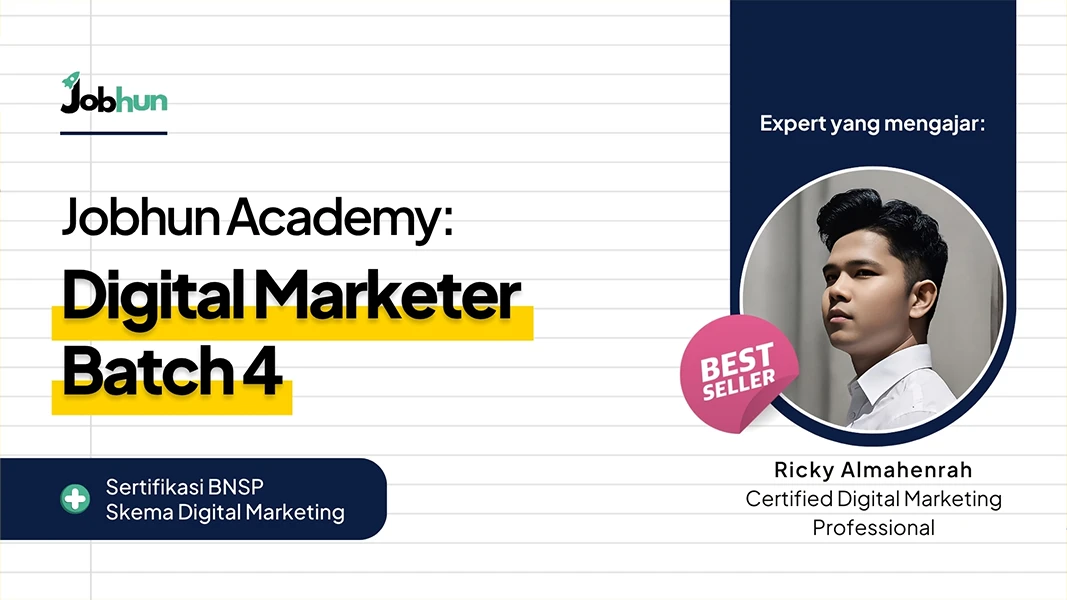 Jobhun
Jobhun Academy:
Digital Marketer
Batch 4
Sertifikasi BNSP
Skema Digital Marketing
Expert yang mengajar:
BEST
SELLER
Ricky Almahenrah
Certified Digital Marketing
Professional